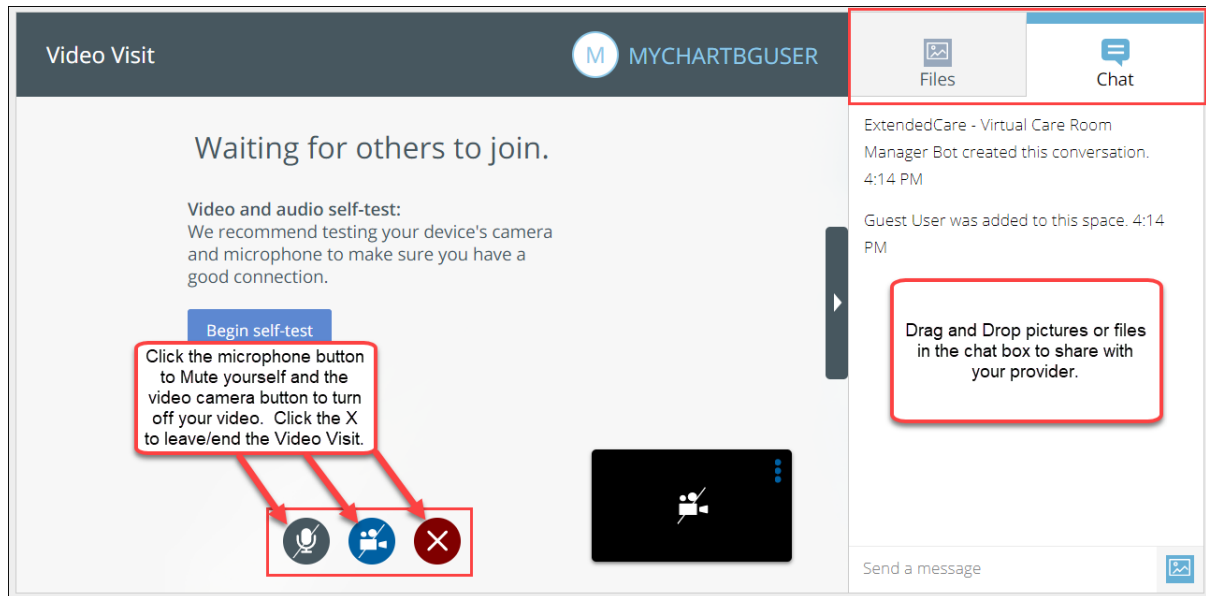 Video Visit
M MYCHARTBGUSER
Files
Chat
Waiting for others to join.
Video and audio self-test:
We recommend testing your device's camera
and microphone to make sure you have a
good connection.
Begin self-test
Click the microphone button
to Mute yourself and the
video camera button to turn
off your video. Click the X
to leave/end the Video Visit.
ExtendedCare - Virtual Care Room
Manager Bot created this conversation.
4:14 PM
Guest User was added to this space. 4:14
PM
Drag and Drop pictures or files
in the chat box to share with
your provider.
Send a message